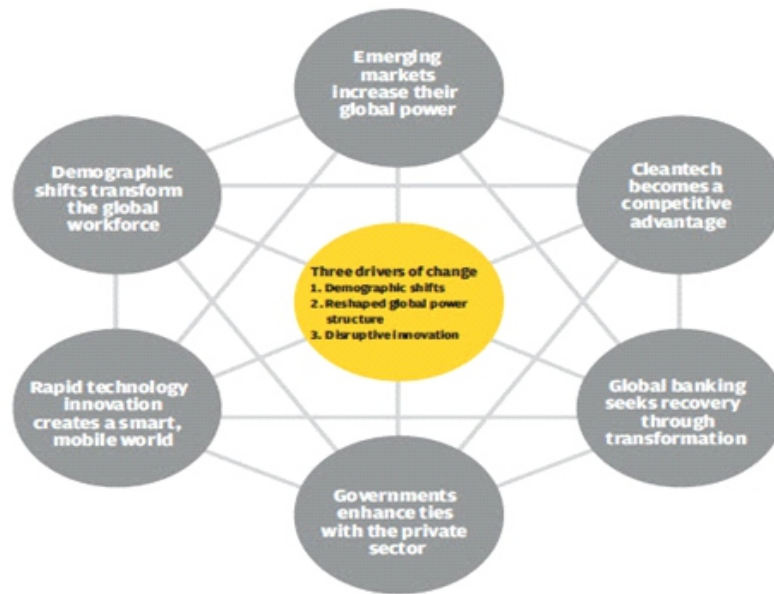 Emerging
markets
increase their
global power
Demographic
shifts transform
the global
workforce
Cleantech
becomes a
competitive
advantage
Three drivers of change
1. Demographic shifts
2. Reshaped global power
structure
3. Disruptive innovation
Rapid technology
innovation
creates a smart,
mobile world
Global banking
seeks recovery
through
transformation
Governments
enhance ties
with the private
sector